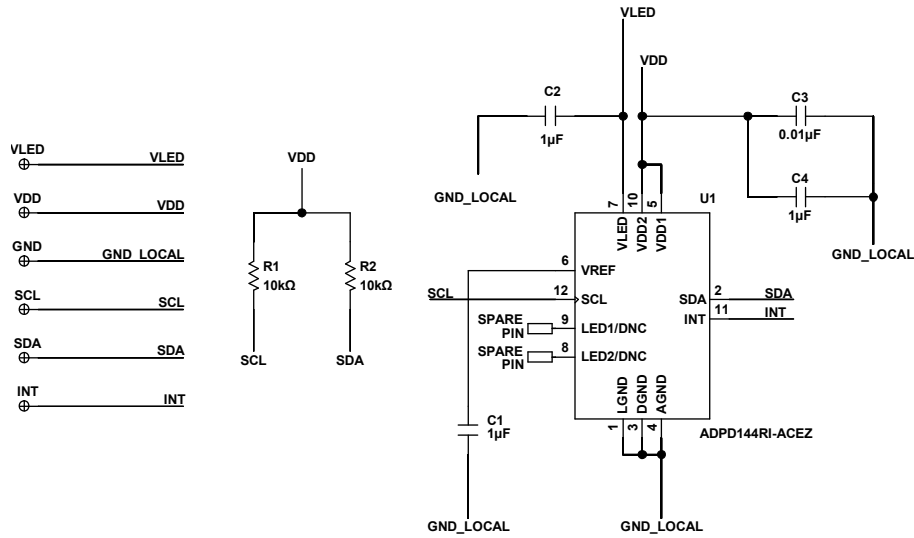 VLED
VDD
C2
1µF
GND_LOCAL
C3
0.01µF
C4
1µF
GND_LOCAL
VLED
VLED
VDD
VDD
GND
GND LOCAL
SCL
SCL
SDA
SDA
INT
INT
VDD
R1
10kΩ
R2
10kΩ
SCL
SDA
7
10
5
U1
VLED
VDD2
VDD1
6
VREF
SCL
12
SCL
SPARE
PIN
9
LED1/DNC
SPARE
PIN
8
LED2/DNC
SDA
2
SDA
INT
11
INT
LGND
DGND
AGND
1
3
4
ADPD144RI-ACEZ
C1
1µF
GND_LOCAL
GND_LOCAL